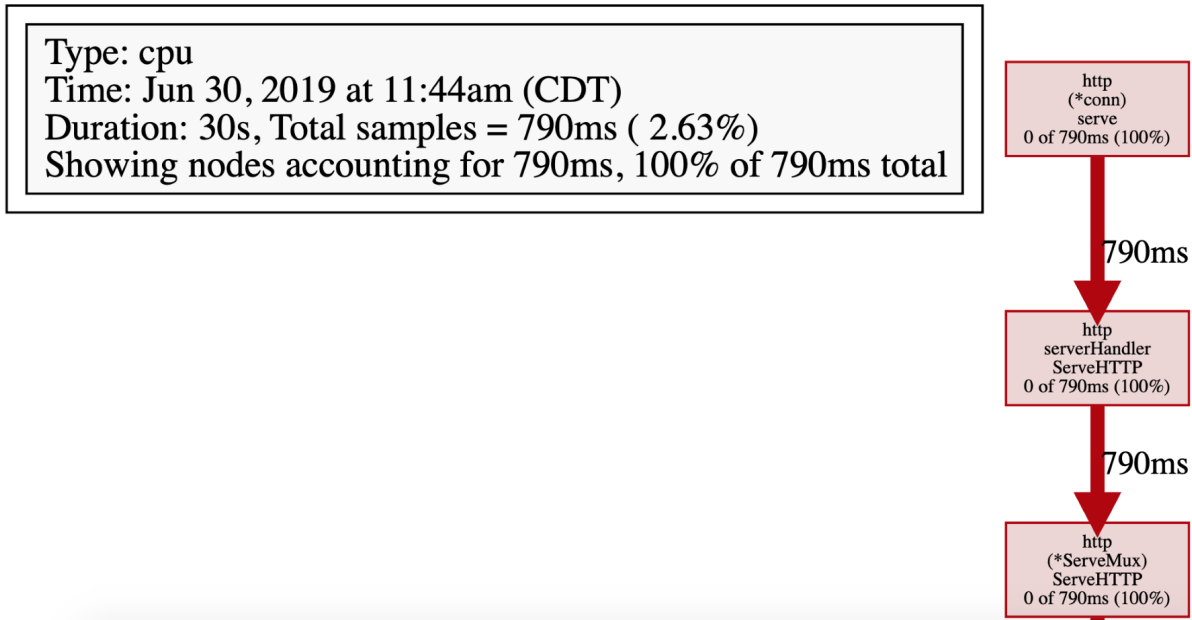 Type: cpu
Time: Jun 30, 2019 at 11:44am (CDT)
Duration: 30s, Total samples = 790ms ( 2.63%)
Showing nodes accounting for 790ms, 100% of 790ms total
http
(*conn)
serve
0 of 790ms (100%)
790ms
http
serverHandler
ServeHTTP
0 of 790ms (100%)
790ms
http
(*ServeMux)
ServeHTTP
0 of 790ms (100%)